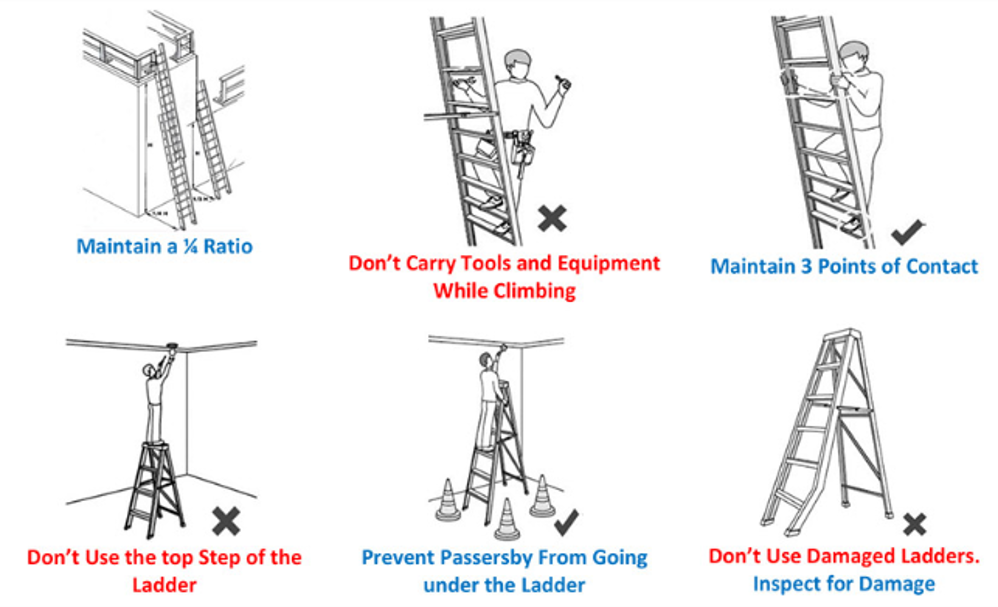 Maintain a ¼ Ratio
Don't Carry Tools and Equipment
While Climbing
Maintain 3 Points of Contact
Don't Use the top Step of the
Ladder
Prevent Passersby From Going
under the Ladder
Don't Use Damaged Ladders.
Inspect for Damage